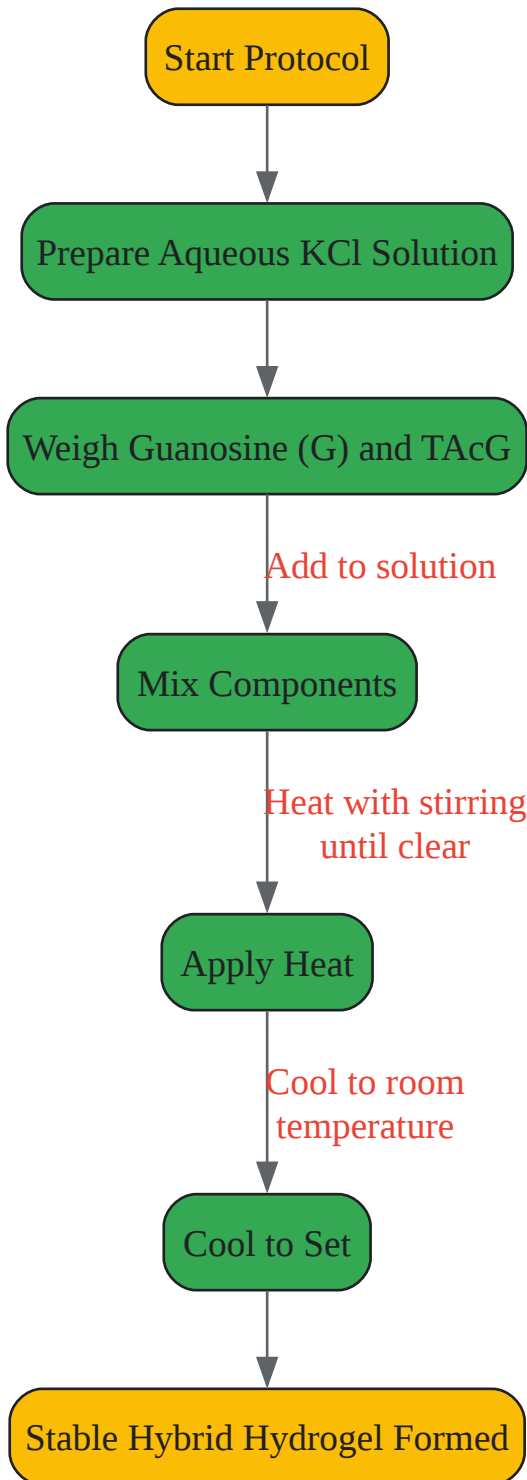 Start Protocol
Prepare Aqueous KCl Solution
Weigh Guanosine (G) and TAcG
Add to solution
Mix Components
Heat with stirring
until clear
Apply Heat
Cool to room
temperature
Cool to Set
Stable Hybrid Hydrogel Formed